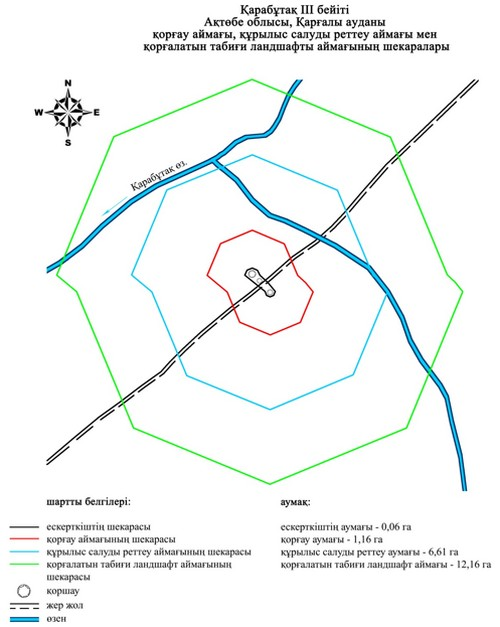 Қарабұтақ III бейіті
Ақтөбе облысы, Қарғалы ауданы
қорғау аймағы, құрылыс салуды реттеу аймағы мен
қорғалатын табиғи ландшафты аймағының шекаралары
N
W E
S
Қарабұтақ өз.
шартты белгілері:
ескерткіштің шекарасы
қорғау аймағының шекарасы
құрылыс салуды реттеу аймағының шекарасы
қорғалатын табиғи ландшафт аймағының
шекарасы
қоршау
жер жол
өзен
аумақ:
ескерткіштің аумағы - 0,06 га
қорғау аумағы - 1,16 га
құрылыс салуды реттеу аумағы - 6,61 га
қорғалатын табиғи ландшафт аймағы - 12,16 га